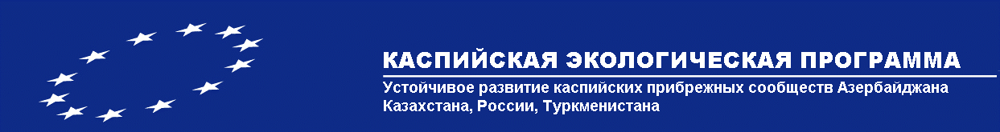 КАСПИЙСКАЯ ЭКОЛОГИЧЕСКАЯ ПРОГРАММА
Устойчивое развитие каспийских прибрежных сообществ Азербайджана
Казахстана, России, Туркменистана